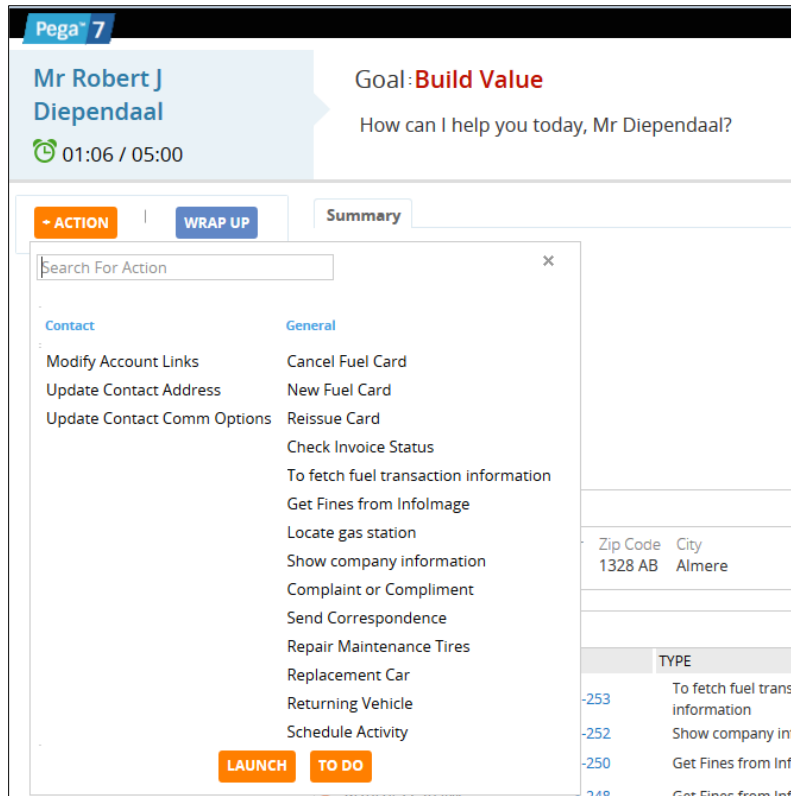 Pega 7
Mr Robert J
Diependaal
01:06 / 05:00
Goal:Build Value
How can I help you today, Mr Diependaal?
+ ACTION | WRAP UP
Summary
Search For Action ×
Contact
Modify Account Links
Update Contact Address
Update Contact Comm Options
General
Cancel Fuel Card
New Fuel Card
Reissue Card
Check Invoice Status
To fetch fuel transaction information
Get Fines from InfoImage
Locate gas station
Show company information
Complaint or Compliment
Send Correspondence
Repair Maintenance Tires
Replacement Car
Returning Vehicle
Schedule Activity
LAUNCH TO DO
Zip Code City
1328 AB Almere
TYPE
-253 To fetch fuel trans
information
-252 Show company in
-250 Get Fines from Inf